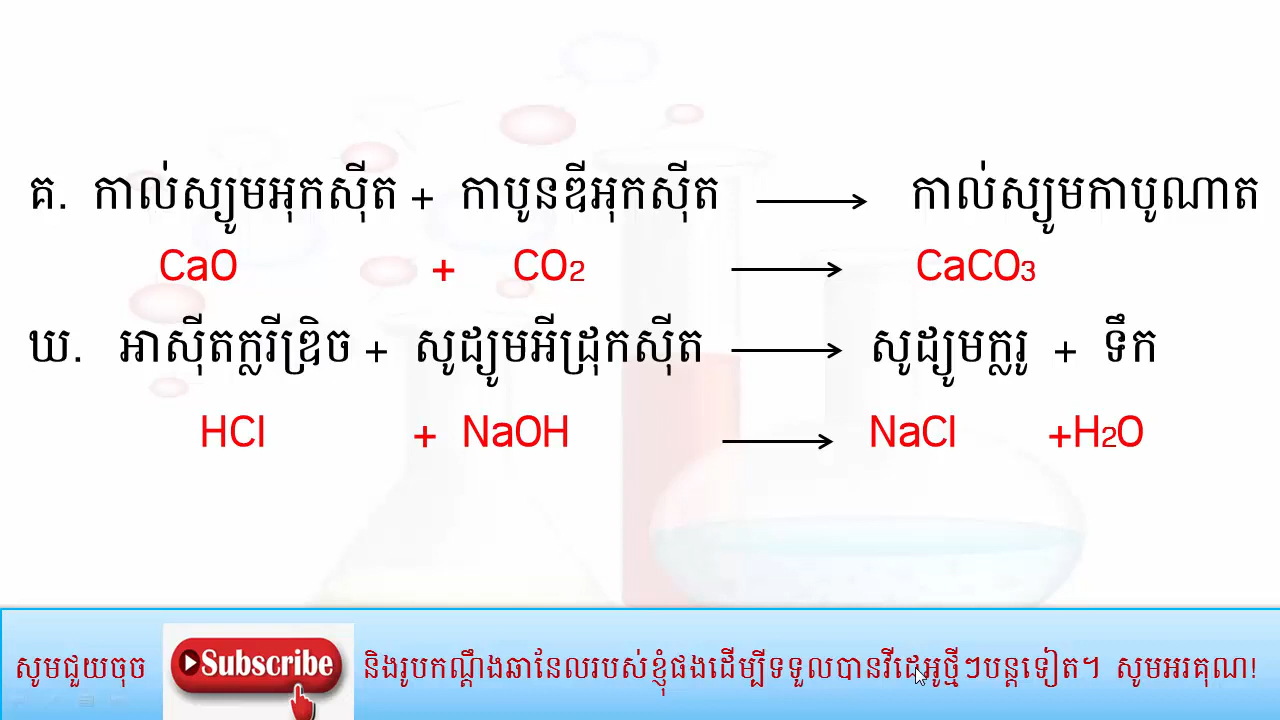 គ. កាល់ស្យូមអុកស៊ីត + កាបូនឌីអុកស៊ីត ⟶ កាល់ស្យូមកាបូណាត
CaO + CO2 ⟶ CaCO3
ឃ. អាស៊ីតក្លរីឌ្រិច + សូដ្យូមអ៊ីដ្រុកស៊ីត ⟶ សូដ្យូមក្លរួ + ទឹក
HCl + NaOH ⟶ NaCl +H2O
សូមជួយចុច Subscribe និងរូបកណ្ដឹងឆានែលរបស់ខ្ញុំផងដើម្បីទទួលបានវីដេអូថ្មីៗបន្តទៀត។ សូមអរគុណ!